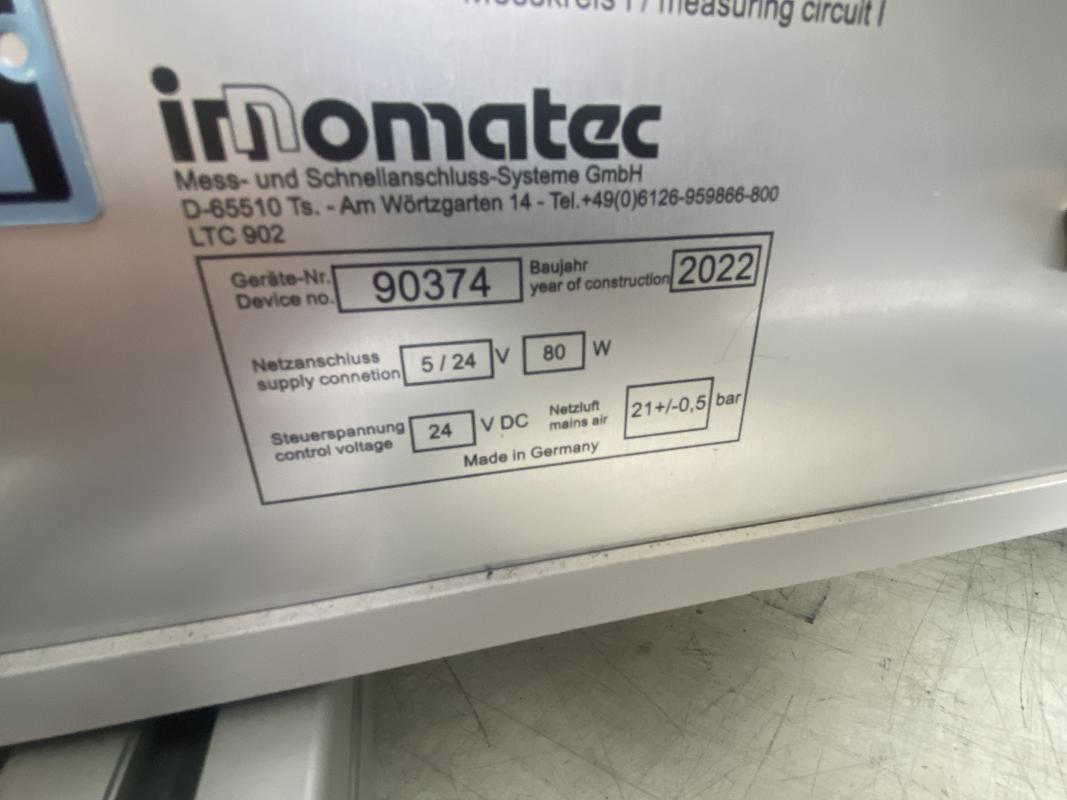 measuring circuit I
innomatec
Mess- und Schnellanschluss-Systeme GmbH
D-65510 Ts. - Am Wörtzgarten 14 - Tel.+49(0)6126-959866-800
LTC 902
Geräte-Nr.
Device no.
90374
Baujahr
year of construction
2022
Netzanschluss
supply connetion
5 / 24
V
80
W
Steuerspannung
control voltage
24
V DC
Netzluft
mains air
21+/-0,5
bar
Made in Germany